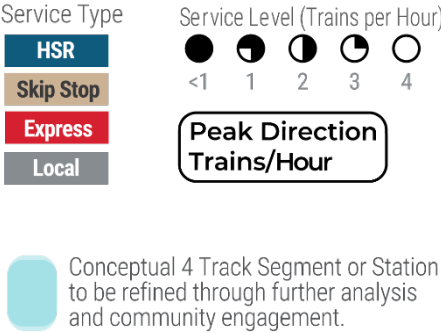 Service Type
HSR
Skip Stop
Express
Local
Service Level (Trains per Hour)
<1 1 2 3 4
Peak Direction
Trains/Hour
Conceptual 4 Track Segment or Station
to be refined through further analysis
and community engagement.